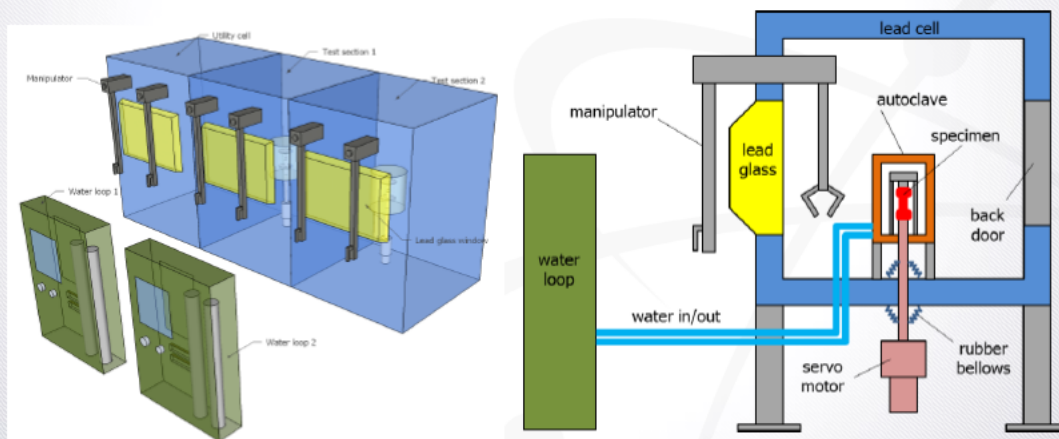 Utility cell
Test section 1
Manipulator
Test section 2
Water loop 1
Lead glass window
Water loop 2
lead cell
manipulator
autoclave
specimen
lead
glass
back
door
water
loop
water in/out
servo
motor
rubber
bellows